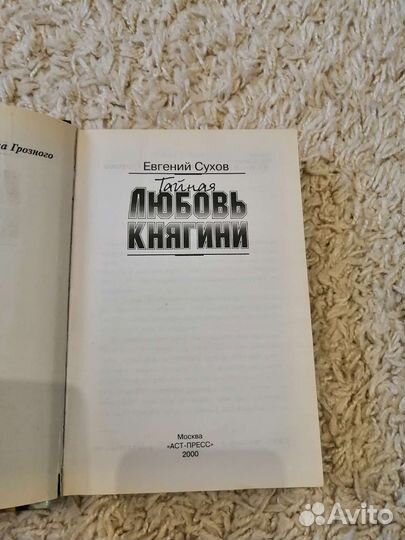 а Грозного
Евгений Сухов
Тайная
ЛЮБОВЬ
КНЯГИНИ
Москва
«АСТ-ПРЕСС»
2000
Avito